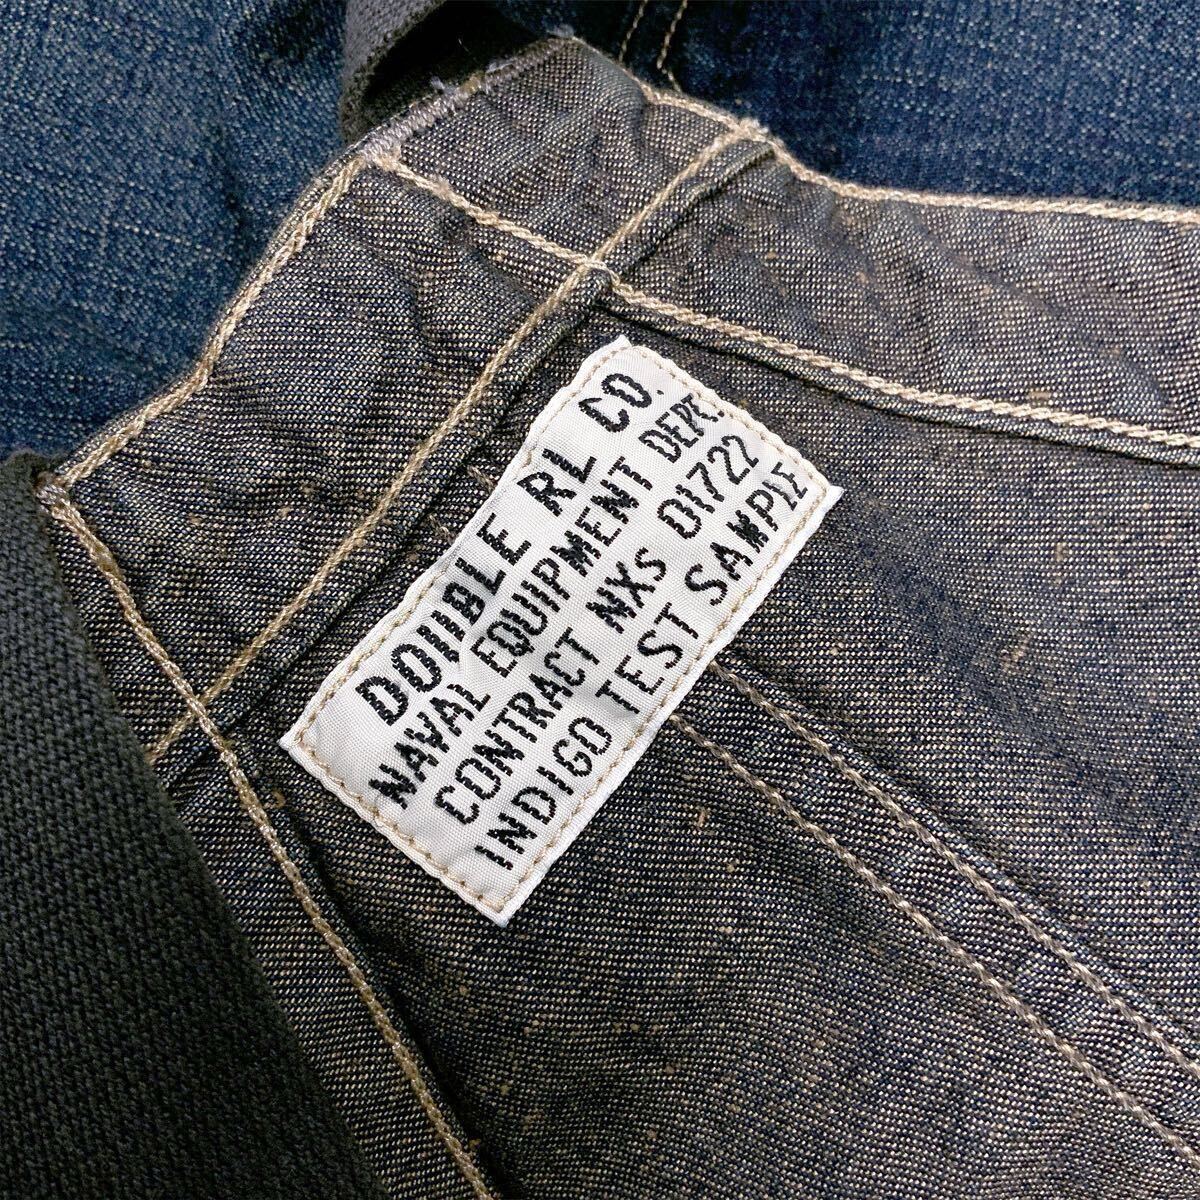 DOUBLE RL CO.
NAVAL EQUIPMENT DEPT.
CONTRACT NXS 01722
INDIGO TEST SAMPLE